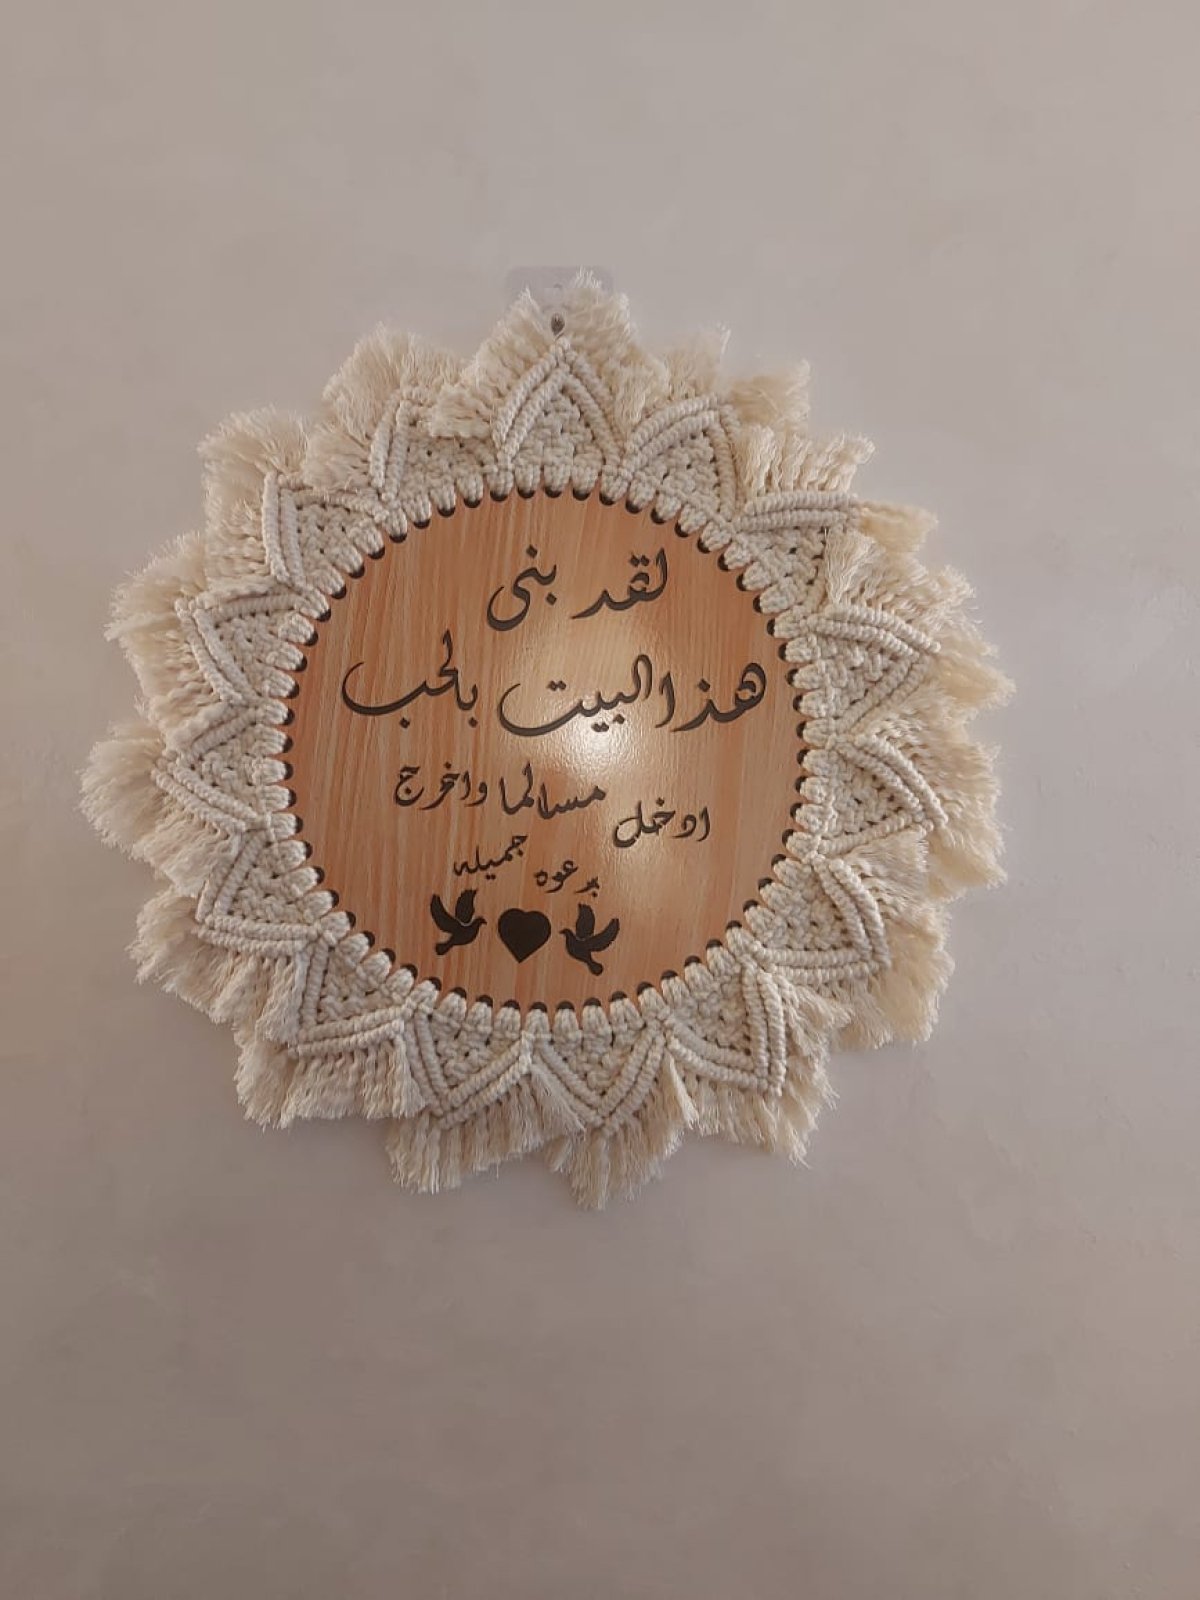 لقد بنى
هذا البيت بالحب
ادخل مسالما واخرج
بدعوه جميله